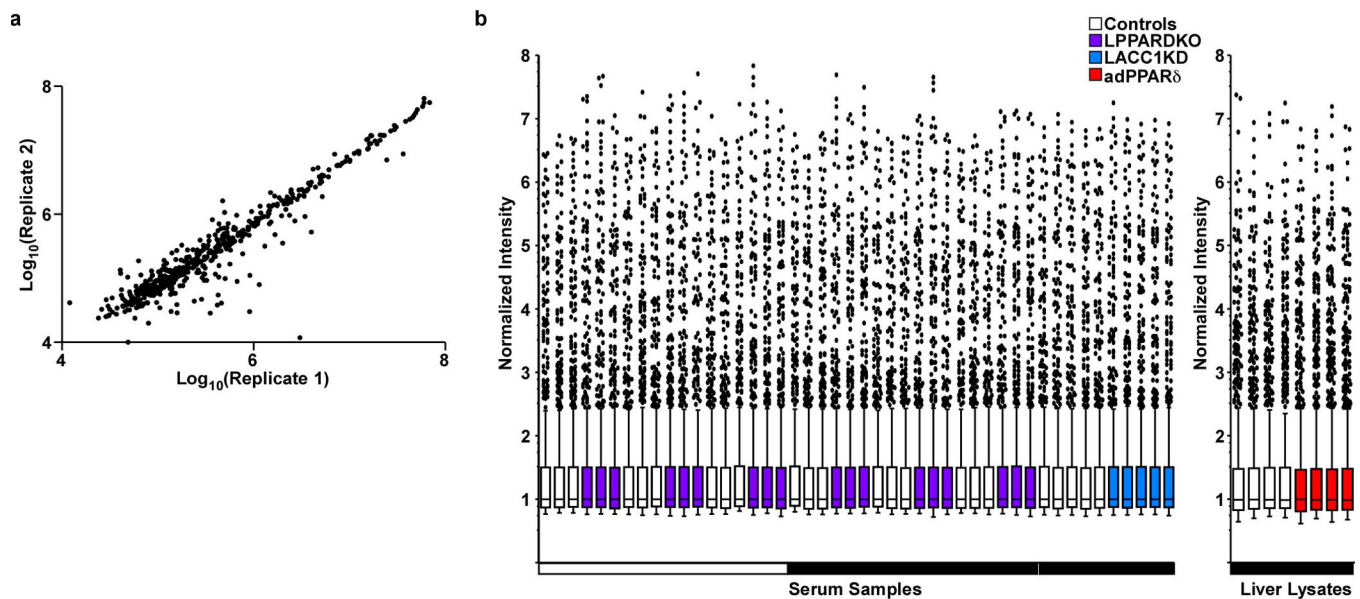 a
Log10(Replicate 2)
8
6
4
4
6
8
Log10(Replicate 1)
b
Controls
LPPARDKO
LACC1KD
adPPARδ
Normalized Intensity
8
7
6
5
4
3
2
1
Serum Samples
Normalized Intensity
8
7
6
5
4
3
2
1
Liver Lysates